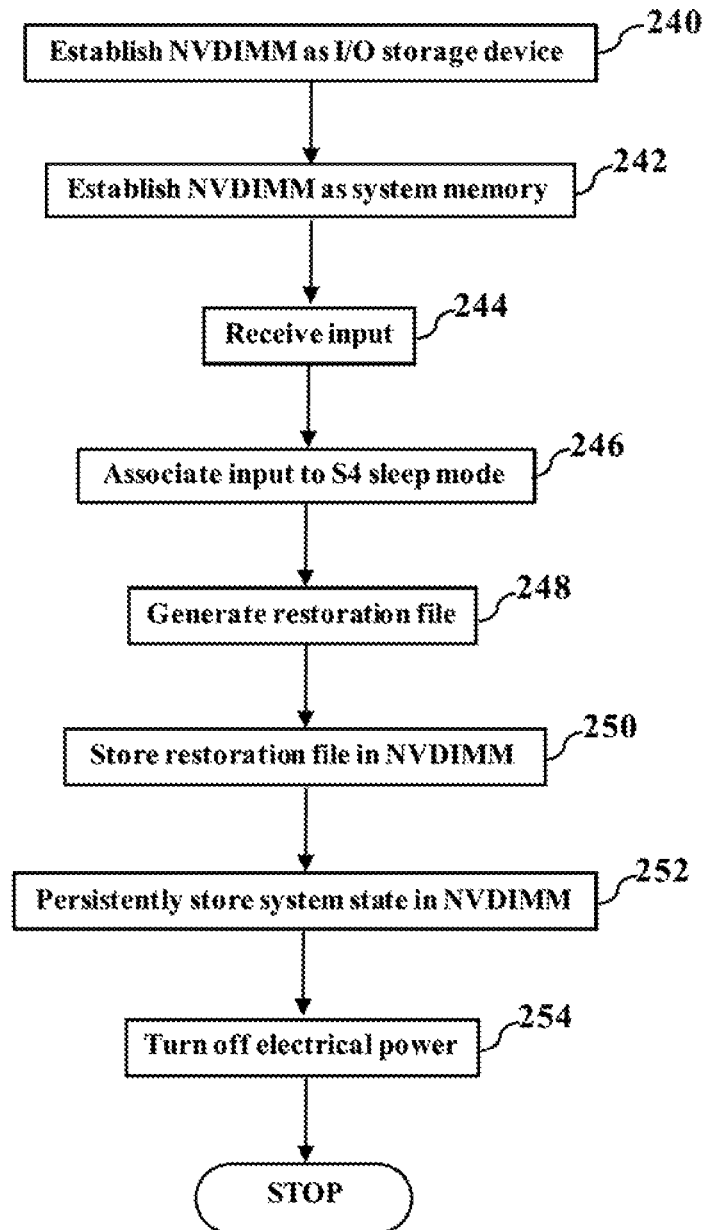 240
Establish NVDIMM as I/O storage device
242
Establish NVDIMM as system memory
244
Receive input
246
Associate input to S4 sleep mode
248
Generate restoration file
250
Store restoration file in NVDIMM
252
Persistently store system state in NVDIMM
254
Turn off electrical power
STOP